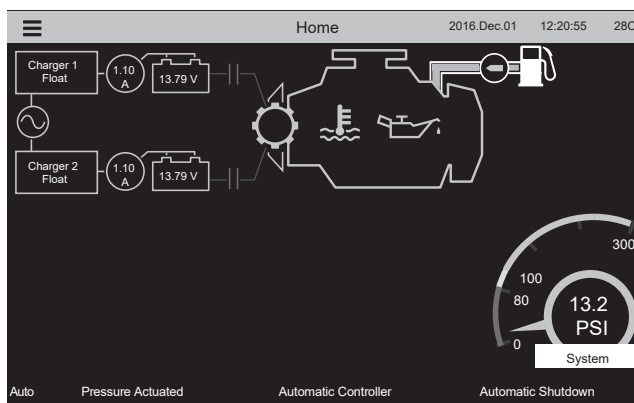 Home
2016.Dec.01
12:20:55
28C
Charger 1
Float
1.10
A
13.79 V
Charger 2
Float
1.10
A
13.79 V
300
100
80
0
13.2
PSI
System
Auto
Pressure Actuated
Automatic Controller
Automatic Shutdown